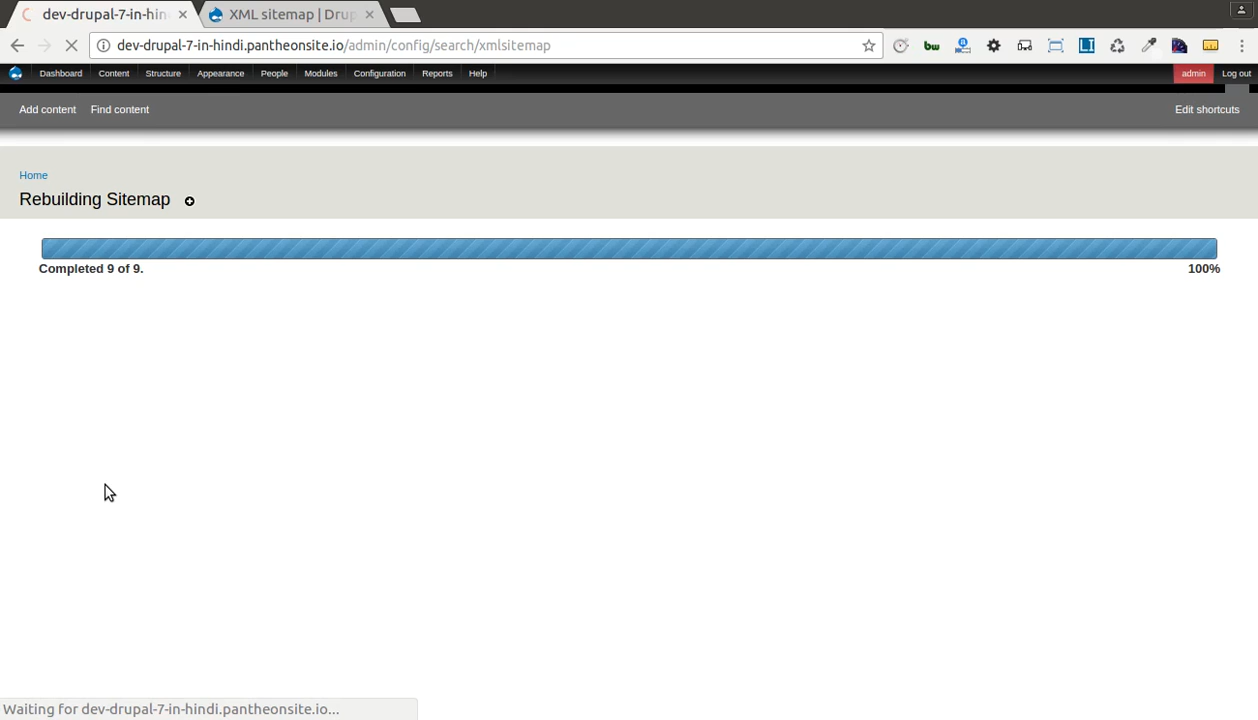 dev-drupal-7-in-hin
XML sitemap | Drup
dev-drupal-7-in-hindi.pantheonsite.io/admin/config/search/xmlsitemap
bw
LI
Dashboard Content Structure Appearance People Modules Configuration Reports Help admin Log out
Add content Find content Edit shortcuts
Home
Rebuilding Sitemap
Completed 9 of 9. 100%
Waiting for dev-drupal-7-in-hindi.pantheonsite.io...